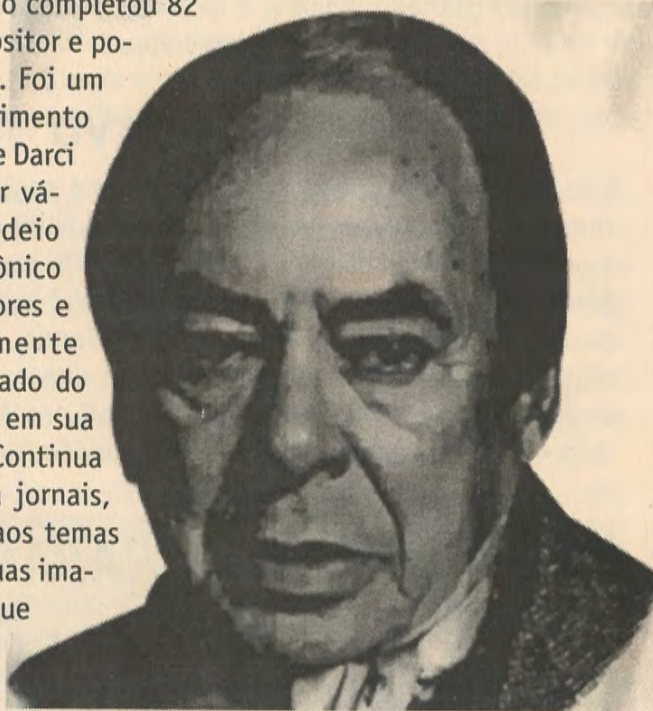 o completou 82
sitor e po-
. Foi um
imento
e Darci
r vá-
deio
ônico
ores e
mente
ado do
em sua
Continua
jornais,
aos temas
uas ima-
ue